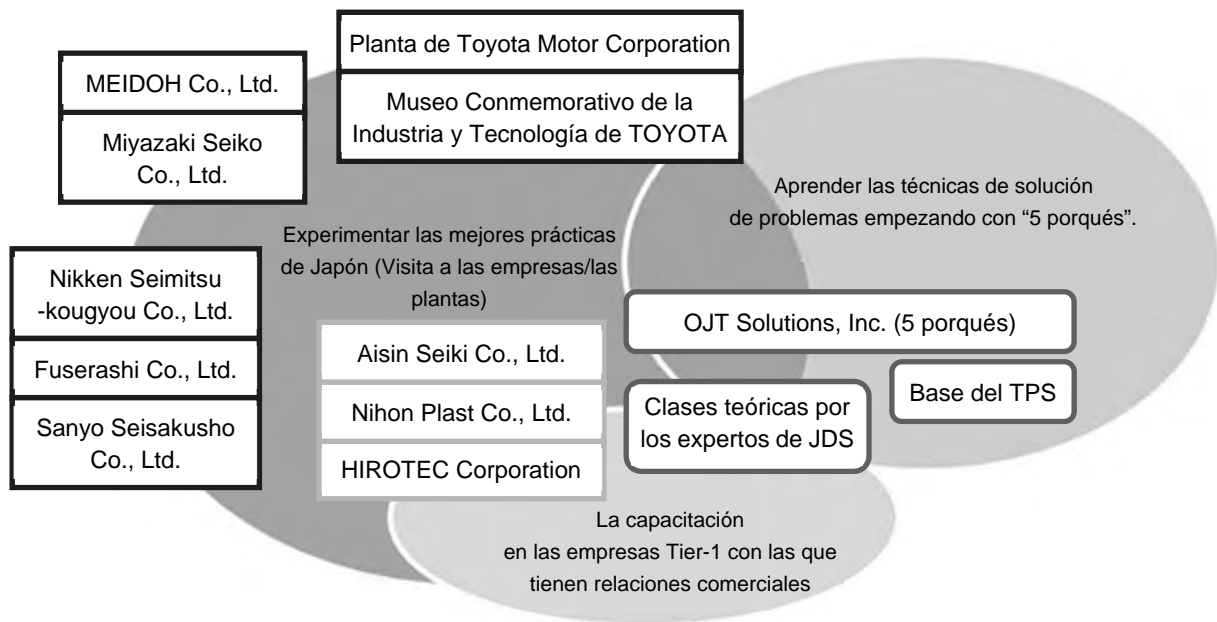 Planta de Toyota Motor Corporation
Museo Conmemorativo de la
Industria y Tecnología de TOYOTA
MEIDOH Co., Ltd.
Miyazaki Seiko
Co., Ltd.
Aprender las técnicas de solución
de problemas empezando con “5 porqués”.
Experimentar las mejores prácticas
de Japón (Visita a las empresas/las
plantas)
Nikken Seimitsu
-kougyou Co., Ltd.
Fuserashi Co., Ltd.
Sanyo Seisakusho
Co., Ltd.
Aisin Seiki Co., Ltd.
Nihon Plast Co., Ltd.
HIROTEC Corporation
OJT Solutions, Inc. (5 porqués)
Base del TPS
Clases teóricas por
los expertos de JDS
La capacitación
en las empresas Tier-1 con las que
tienen relaciones comerciales